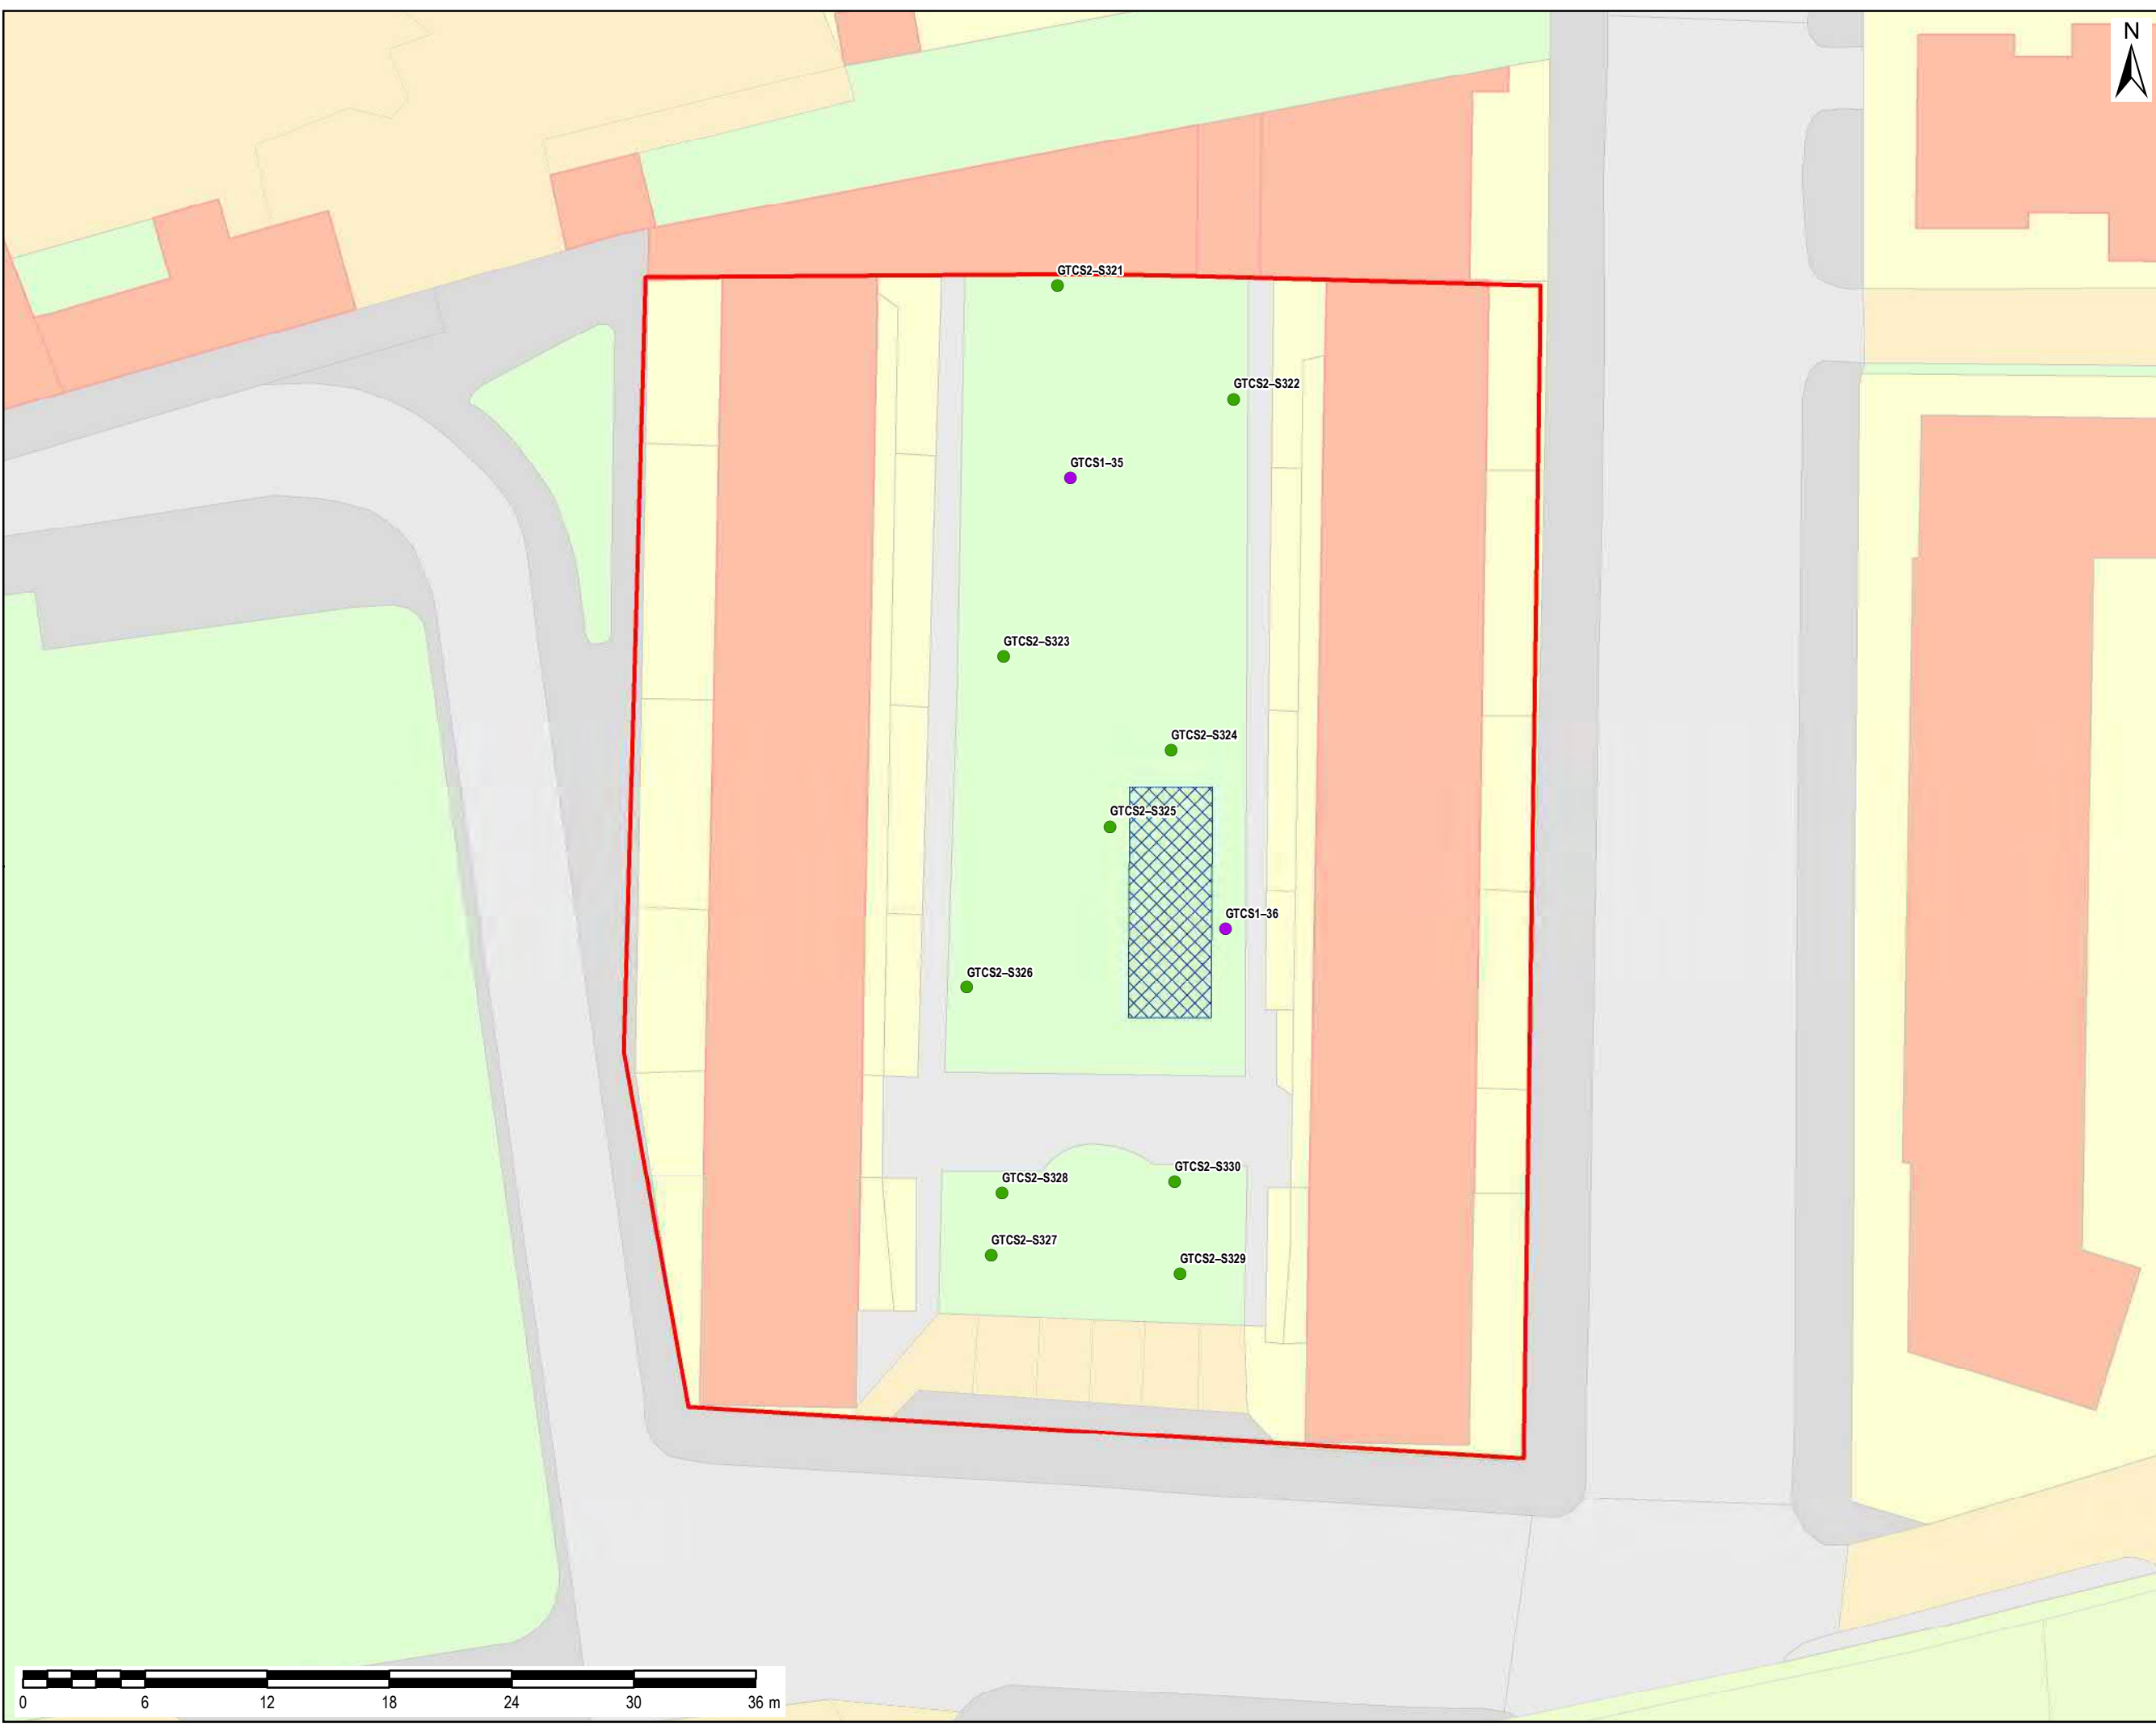 N
GTCS2–S321
GTCS2–S322
GTCS1–35
GTCS2–S323
GTCS2–S324
GTCS2–S325
GTCS1–36
GTCS2–S326
GTCS2–S330
GTCS2–S328
GTCS2–S327
GTCS2–S329
0 6 12 18 24 30 36 m